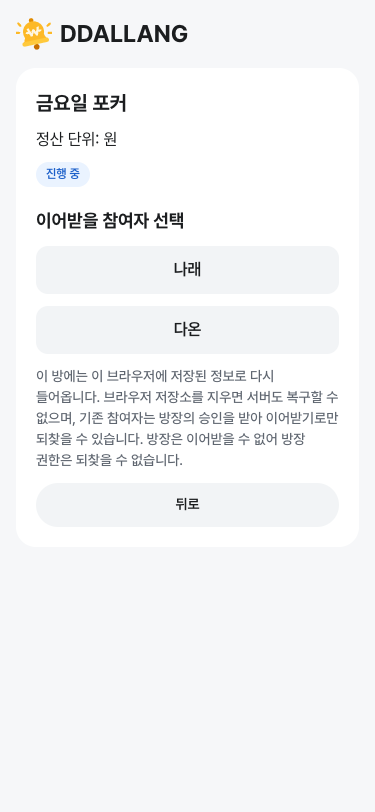 DDALLANG
금요일 포커
정산 단위: 원
진행 중
이어받을 참여자 선택
나래
다온
이 방에는 이 브라우저에 저장된 정보로 다시
들어옵니다. 브라우저 저장소를 지우면 서버도 복구할 수
없으며, 기존 참여자는 방장의 승인을 받아 이어받기로만
되찾을 수 있습니다. 방장은 이어받을 수 없어 방장
권한은 되찾을 수 없습니다.
뒤로